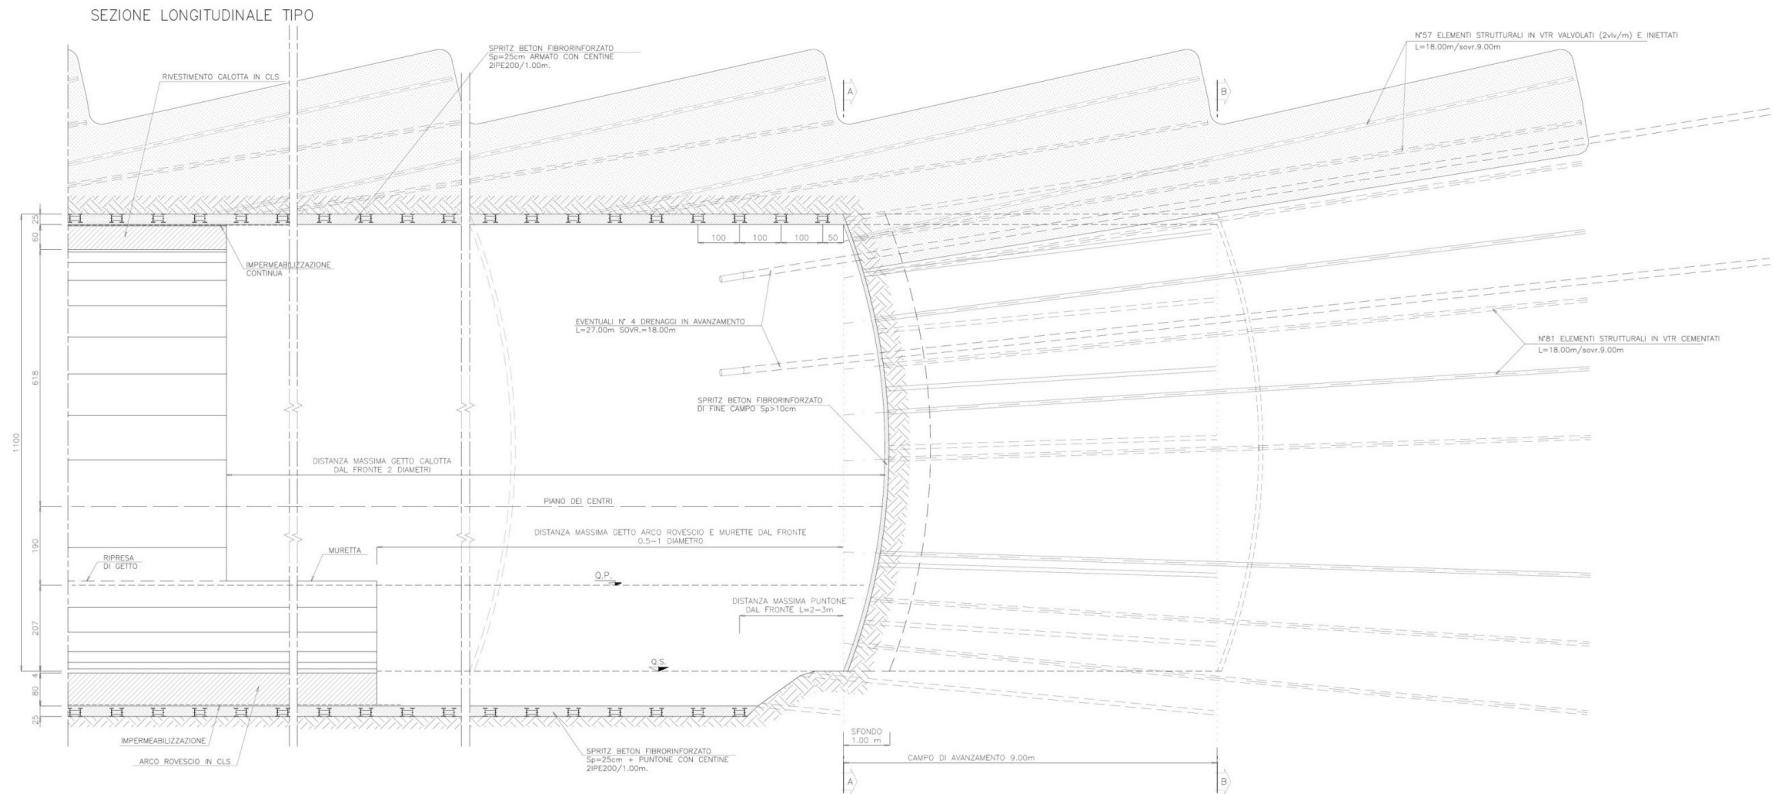 SEZIONE LONGITUDINALE TIPO
SPRITZ BETON FIBRORINFORZATO
Sp=25cm ARMATO CON CENTINE
2IPE200/1.00m.
N°57 ELEMENTI STRUTTURALI IN VTR VALVOLATI (2vlv/m) E INIETTATI
L=18.00m/sovr.9.00m
RIVESTIMENTO CALOTTA IN CLS
A
B
25
60
618
1100
190
207
4
80
25
100
100
100
50
IMPERMEABILIZZAZIONE
CONTINUA
EVENTUALI N° 4 DRENAGGI IN AVANZAMENTO
L=27.00m SOVR.=18.00m
N°81 ELEMENTI STRUTTURALI IN VTR CEMENTATI
L=18.00m/sovr.9.00m
SPRITZ BETON FIBRORINFORZATO
DI FINE CAMPO Sp>10cm
DISTANZA MASSIMA GETTO CALOTTA
DAL FRONTE 2 DIAMETRI
PIANO DEI CENTRI
DISTANZA MASSIMA GETTO ARCO ROVESCIO E MURETTE DAL FRONTE
0.5-1 DIAMETRO
RIPRESA
DI GETTO
MURETTA
Q.P.
DISTANZA MASSIMA PUNTONE
DAL FRONTE L=2-3m
Q.S.
IMPERMEABILIZZAZIONE
ARCO ROVESCIO IN CLS
SPRITZ BETON FIBRORINFORZATO
Sp=25cm + PUNTONE CON CENTINE
2IPE200/1.00m.
SFONDO
1.00 m
CAMPO DI AVANZAMENTO 9.00m
A
B